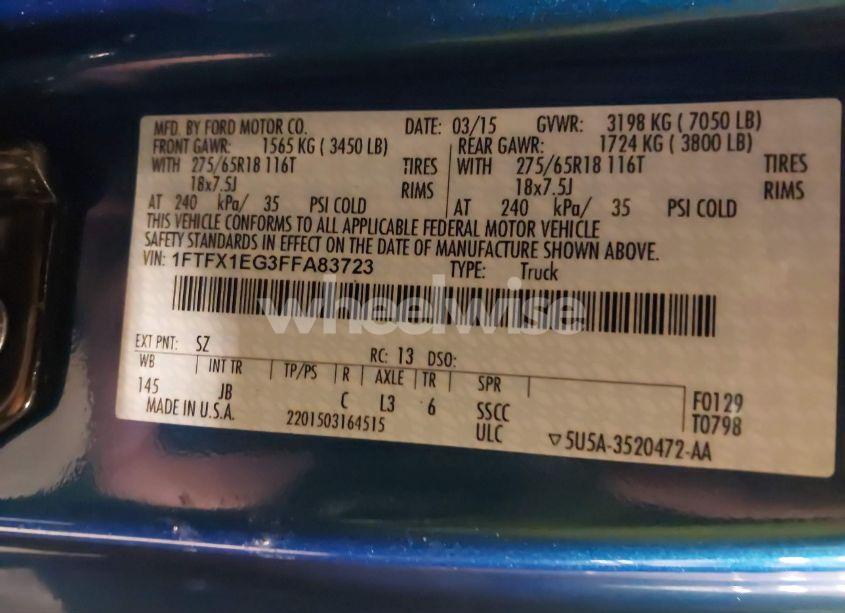 MFD. BY FORD MOTOR CO. DATE: 03/15 GVWR: 3198 KG ( 7050 LB)
FRONT GAWR: 1565 KG ( 3450 LB) REAR GAWR: 1724 KG ( 3800 LB)
WITH 275/65R18 116T TIRES WITH 275/65R18 116T TIRES
18x7.5J RIMS 18x7.5J RIMS
AT 240 kPa/ 35 PSI COLD AT 240 kPa/ 35 PSI COLD
THIS VEHICLE CONFORMS TO ALL APPLICABLE FEDERAL MOTOR VEHICLE
SAFETY STANDARDS IN EFFECT ON THE DATE OF MANUFACTURE SHOWN ABOVE.
VIN: 1FTFX1EG3FFA83723 TYPE: Truck
wheelwise
EXT PNT: SZ RC: 13 DSO:
WB INT TR TP/PS R AXLE TR SPR
145 JB C L3 6 SSCC F0129
MADE IN U.S.A. 2201503164515 ULC T0798
▽5U5A-3520472-AA